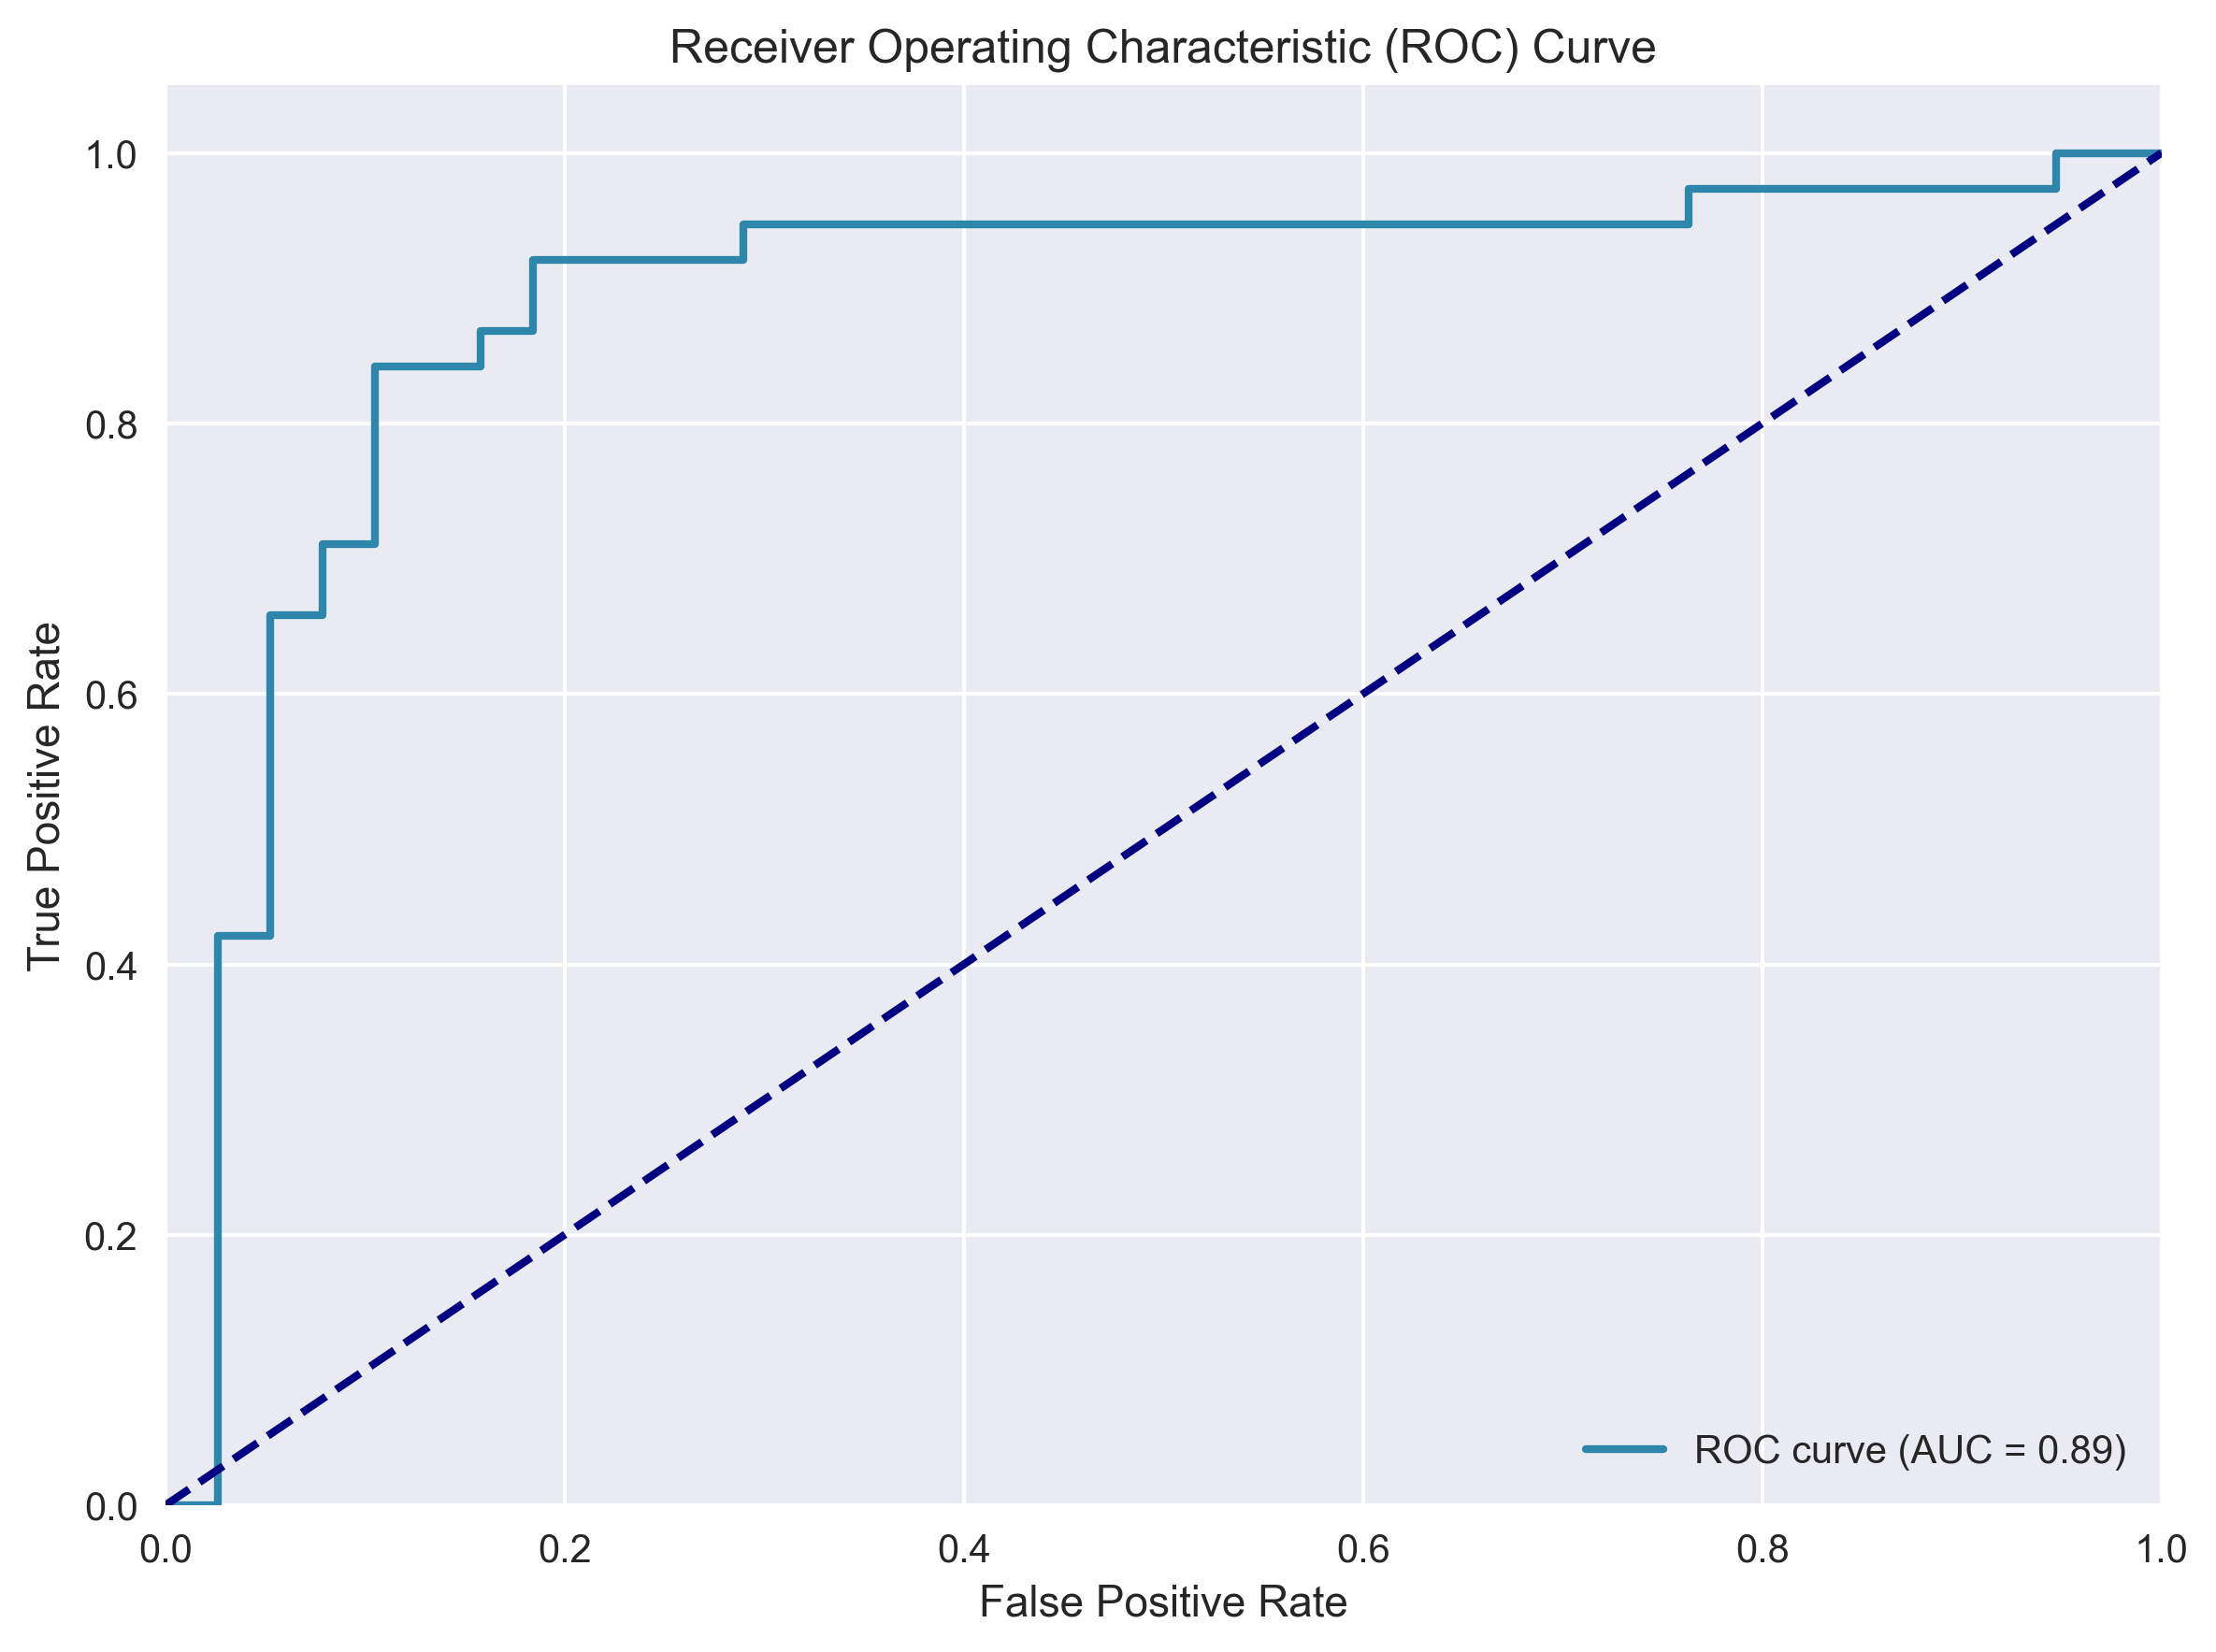 Receiver Operating Characteristic (ROC) Curve
1.0
0.8
0.6
0.4
0.2
0.0
True Positive Rate
ROC curve (AUC = 0.89)
0.0 0.2 0.4 0.6 0.8 1.0
False Positive Rate